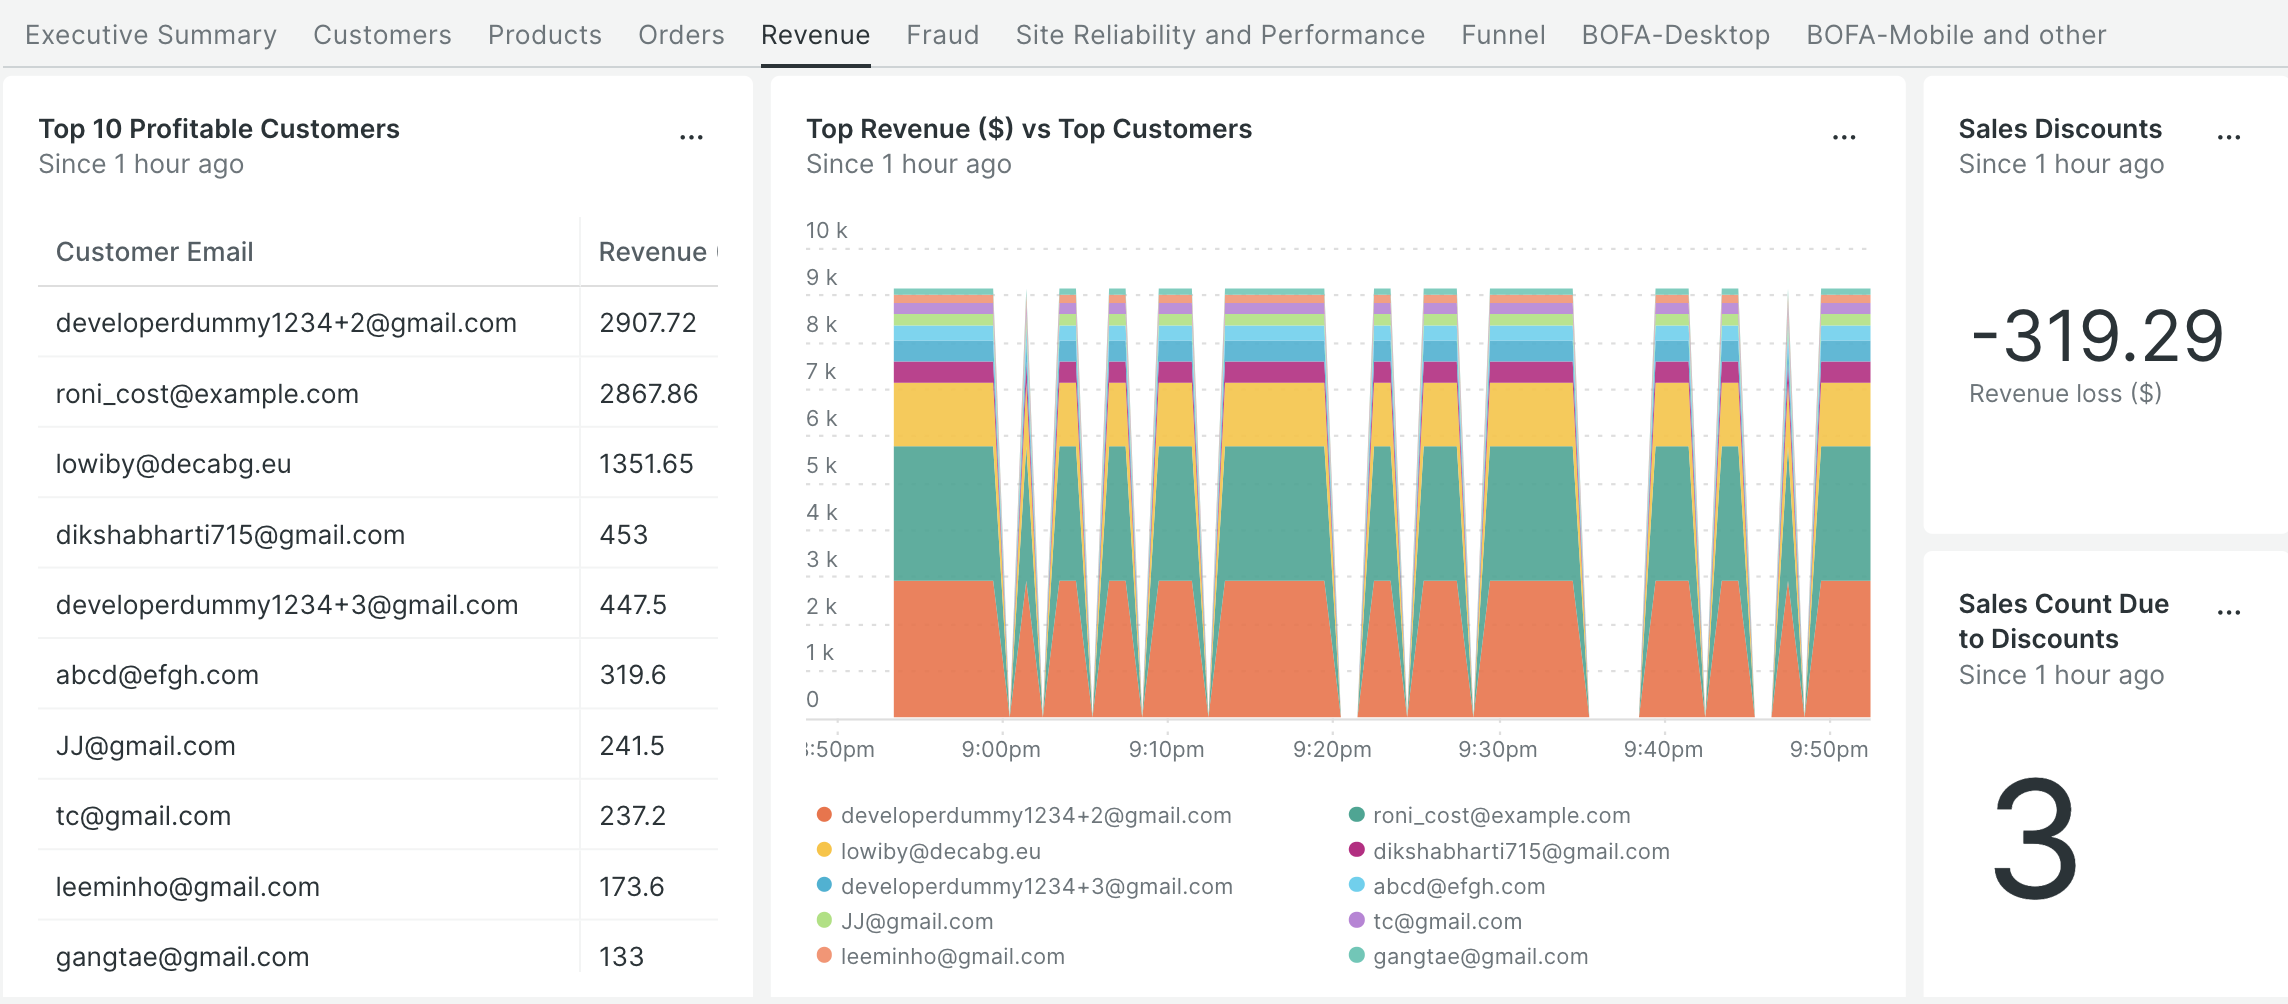 Executive Summary Customers Products Orders Revenue Fraud Site Reliability and Performance Funnel BOFA-Desktop BOFA-Mobile and other
Top 10 Profitable Customers
Since 1 hour ago
Customer Email Revenue
developerdummy1234+2@gmail.com 2907.72
roni_cost@example.com 2867.86
lowiby@decabg.eu 1351.65
dikshabharti715@gmail.com 453
developerdummy1234+3@gmail.com 447.5
abcd@efgh.com 319.6
JJ@gmail.com 241.5
tc@gmail.com 237.2
leeminho@gmail.com 173.6
gangtae@gmail.com 133
Top Revenue ($) vs Top Customers
Since 1 hour ago
10 k
9 k
8 k
7 k
6 k
5 k
4 k
3 k
2 k
1 k
0
:50pm 9:00pm 9:10pm 9:20pm 9:30pm 9:40pm 9:50pm
developerdummy1234+2@gmail.com roni_cost@example.com
lowiby@decabg.eu dikshabharti715@gmail.com
developerdummy1234+3@gmail.com abcd@efgh.com
JJ@gmail.com tc@gmail.com
leeminho@gmail.com gangtae@gmail.com
Sales Discounts
Since 1 hour ago
-319.29
Revenue loss ($)
Sales Count Due
to Discounts
Since 1 hour ago
3